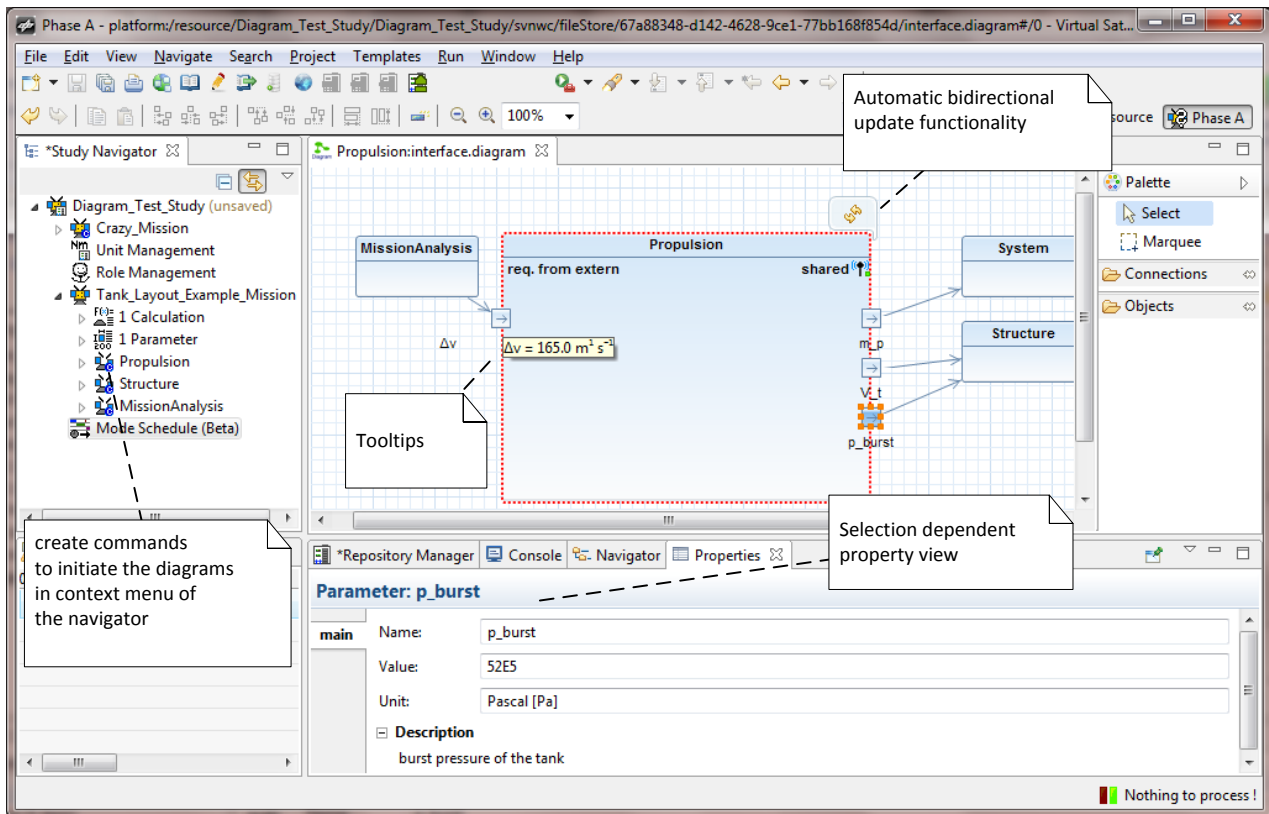 Phase A - platform:/resource/Diagram_Test_Study/Diagram_Test_Study/svnwc/fileStore/67a88348-d142-4628-9ce1-77bb168f854d/interface.diagram#/0 - Virtual Sat...
File Edit View Navigate Search Project Templates Run Window Help
100%
Automatic bidirectional
update functionality
source Phase A
*Study Navigator
Diagram_Test_Study (unsaved)
Crazy_Mission
Unit Management
Role Management
Tank_Layout_Example_Mission
1 Calculation
1 Parameter
Propulsion
Structure
MissionAnalysis
Mode Schedule (Beta)
create commands
to initiate the diagrams
in context menu of
the navigator
Propulsion:interface.diagram
MissionAnalysis
Propulsion
req. from extern shared
System
Structure
Δv
Δv = 165.0 m¹ s⁻¹
m_p
V_t
p_burst
Tooltips
Selection dependent
property view
Palette
Select
Marquee
Connections
Objects
*Repository Manager Console Navigator Properties
Parameter: p_burst
main
Name: p_burst
Value: 52E5
Unit: Pascal [Pa]
Description
burst pressure of the tank
Nothing to process !